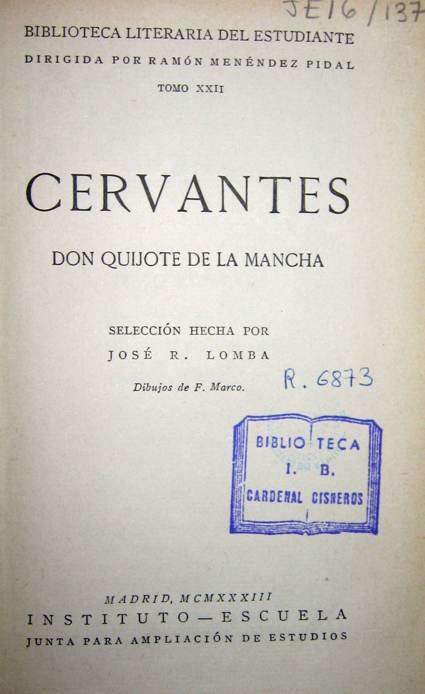 JE16/137
BIBLIOTECA LITERARIA DEL ESTUDIANTE
DIRIGIDA POR RAMÓN MENÉNDEZ PIDAL
TOMO XXII
CERVANTES
DON QUIJOTE DE LA MANCHA
SELECCIÓN HECHA POR
JOSÉ R. LOMBA
Dibujos de F. Marco.
R. 6873
BIBLIOTECA
I. B.
CARDENAL CISNEROS
MADRID, MCMXXXIII
INSTITUTO — ESCUELA
JUNTA PARA AMPLIACIÓN DE ESTUDIOS